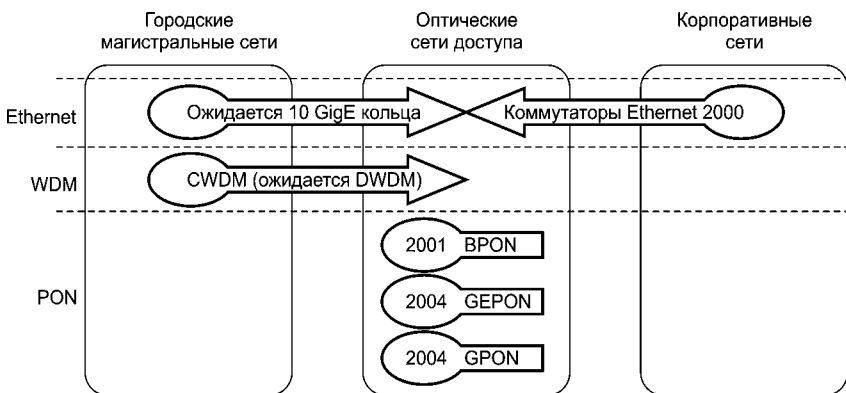 Городские
магистральные сети
Оптические
сети доступа
Корпоративные
сети
Ethernet
Ожидается 10 GigE кольца
Коммутаторы Ethernet 2000
WDM
CWDM (ожидается DWDM)
PON
2001 BPON
2004 GEPON
2004 GPON